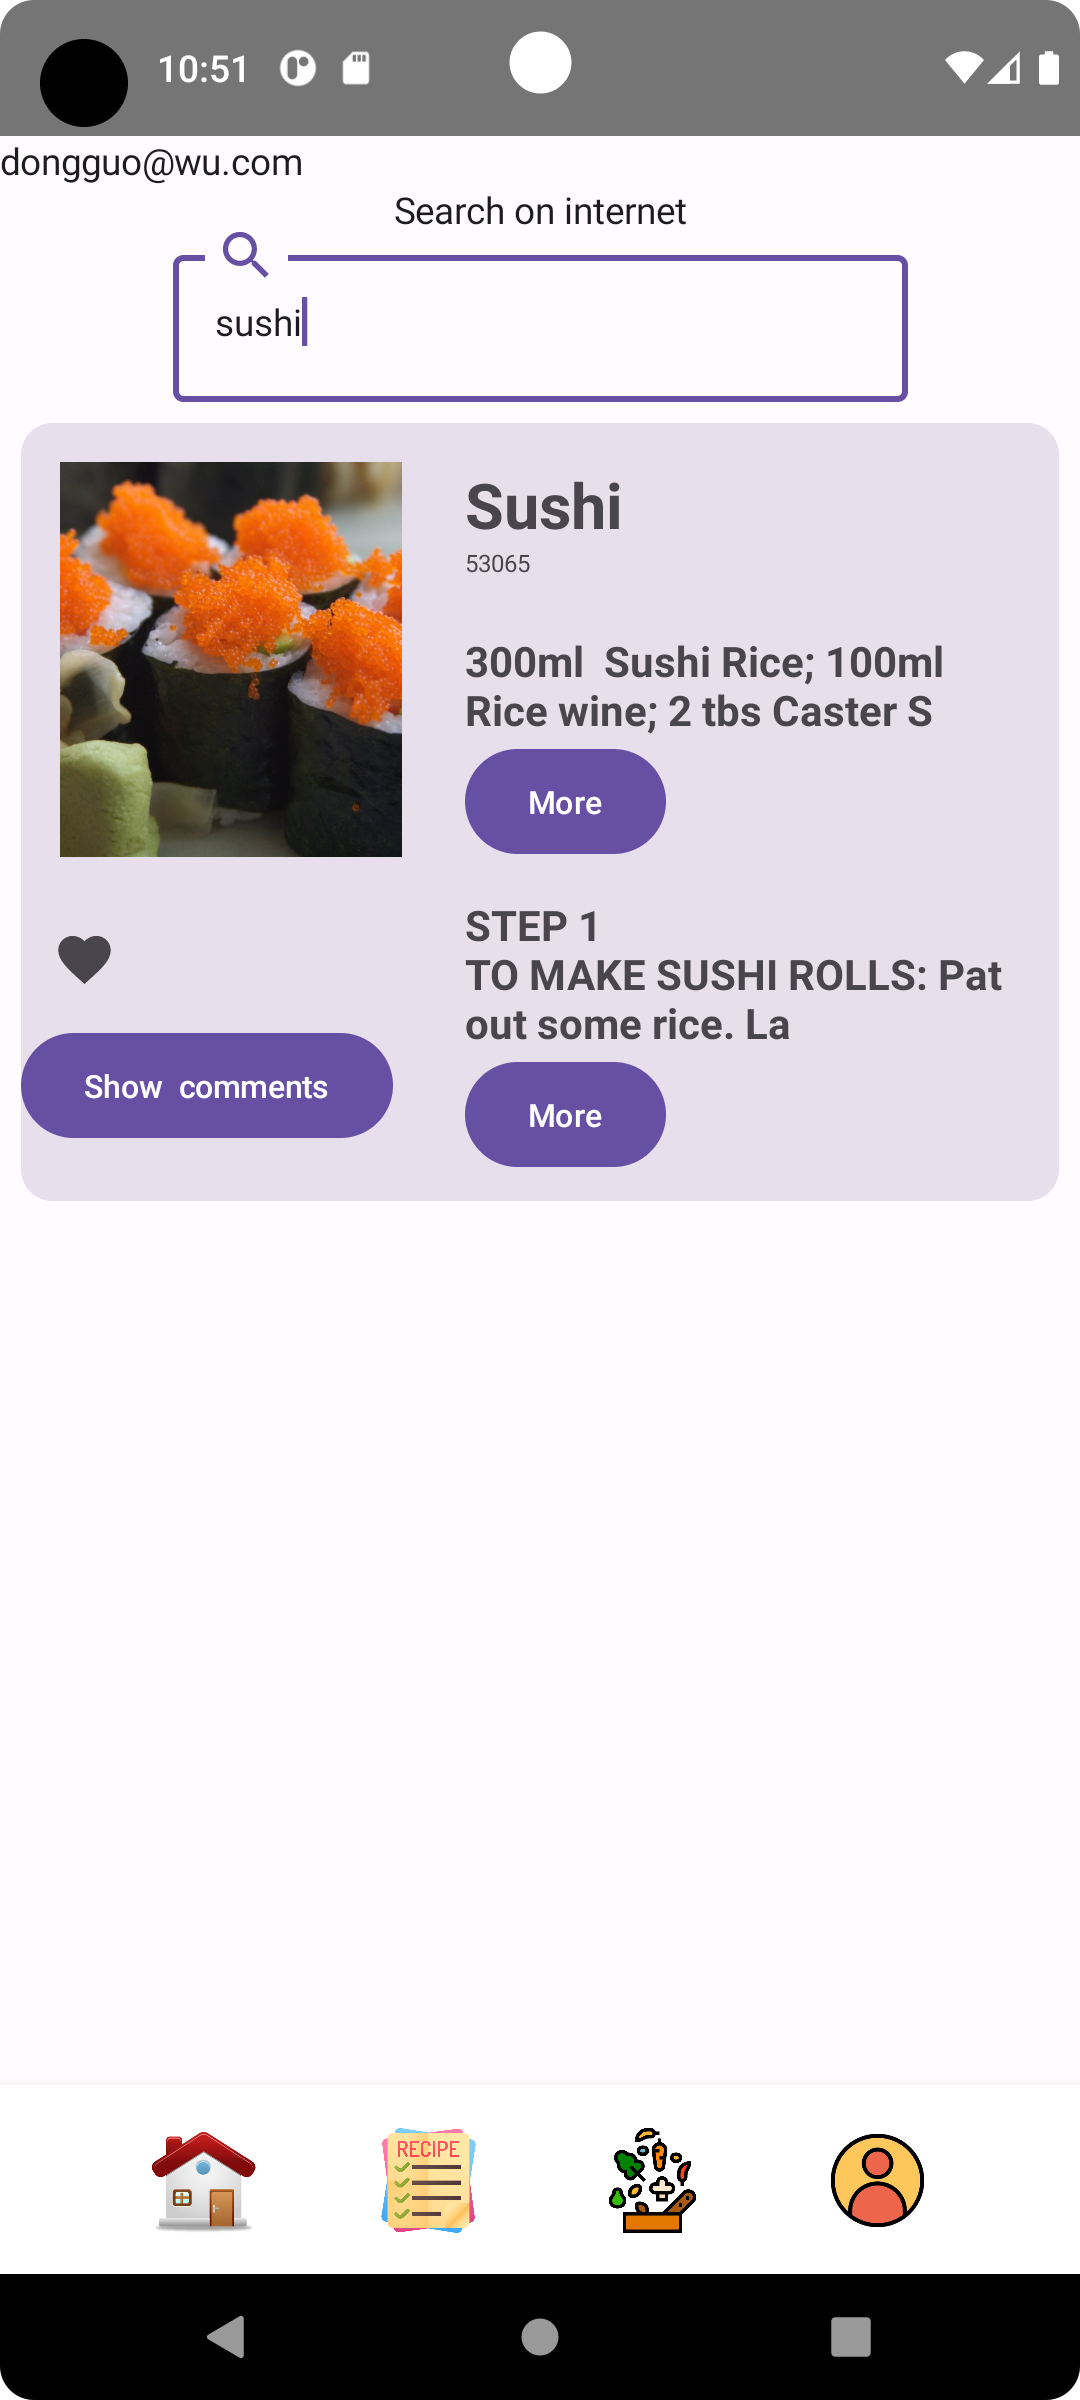 10:51
dongguo@wu.com
Search on internet
sushi
Sushi
53065
300ml  Sushi Rice; 100ml
Rice wine; 2 tbs Caster S
More
STEP 1
TO MAKE SUSHI ROLLS: Pat
out some rice. La
Show  comments
More
RECIPE